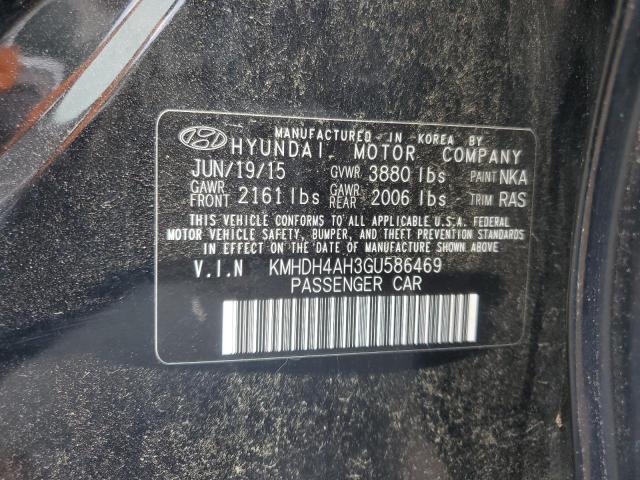 MANUFACTURED IN KOREA BY
HYUNDAI MOTOR COMPANY
JUN/19/15 GVWR 3880 lbs PAINT NKA
GAWR FRONT 2161 lbs GAWR REAR 2006 lbs TRIM RAS
THIS VEHICLE CONFORMS TO ALL APPLICABLE U.S.A. FEDERAL
MOTOR VEHICLE SAFETY, BUMPER, AND THEFT PREVENTION STANDARDS
IN EFFECT ON THE DATE OF MANUFACTURE SHOWN ABOVE.
V.I.N KMHDH4AH3GU586469
PASSENGER CAR